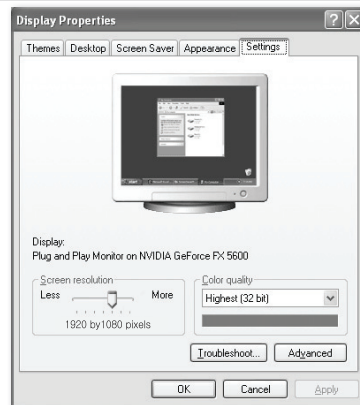 Display Properties
Themes Desktop Screen Saver Appearance Settings
Display:
Plug and Play Monitor on NVIDIA GeForce FX 5600
Screen resolution
Less More
1920 by1080 pixels
Color quality
Highest (32 bit)
Troubleshoot... Advanced
OK Cancel Apply